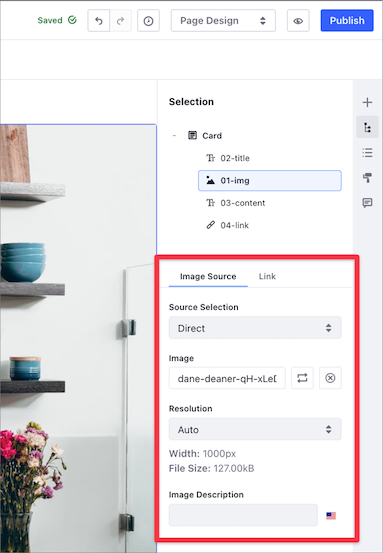 Saved
Page Design
Publish
Selection
Card
02-title
01-img
03-content
04-link
Image Source
Link
Source Selection
Direct
Image
dane-deaner-qH-xLeD
Resolution
Auto
Width: 1000px
File Size: 127.00kB
Image Description